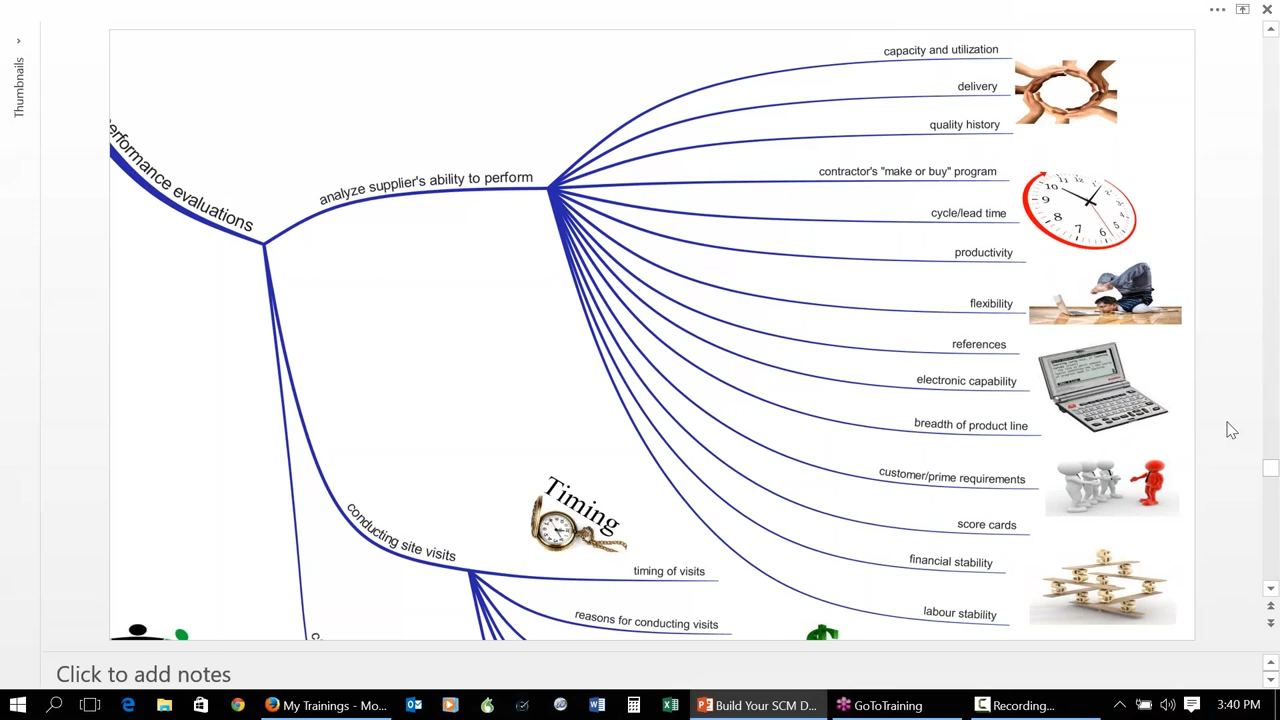 Thumbnails
performance evaluations
analyze supplier's ability to perform
capacity and utilization
delivery
quality history
contractor's "make or buy" program
cycle/lead time
productivity
flexibility
references
electronic capability
breadth of product line
customer/prime requirements
score cards
financial stability
labour stability
conducting site visits
Timing
timing of visits
reasons for conducting visits
Click to add notes
My Trainings - Mo...
Build Your SCM D...
GoToTraining
Recording...
3:40 PM